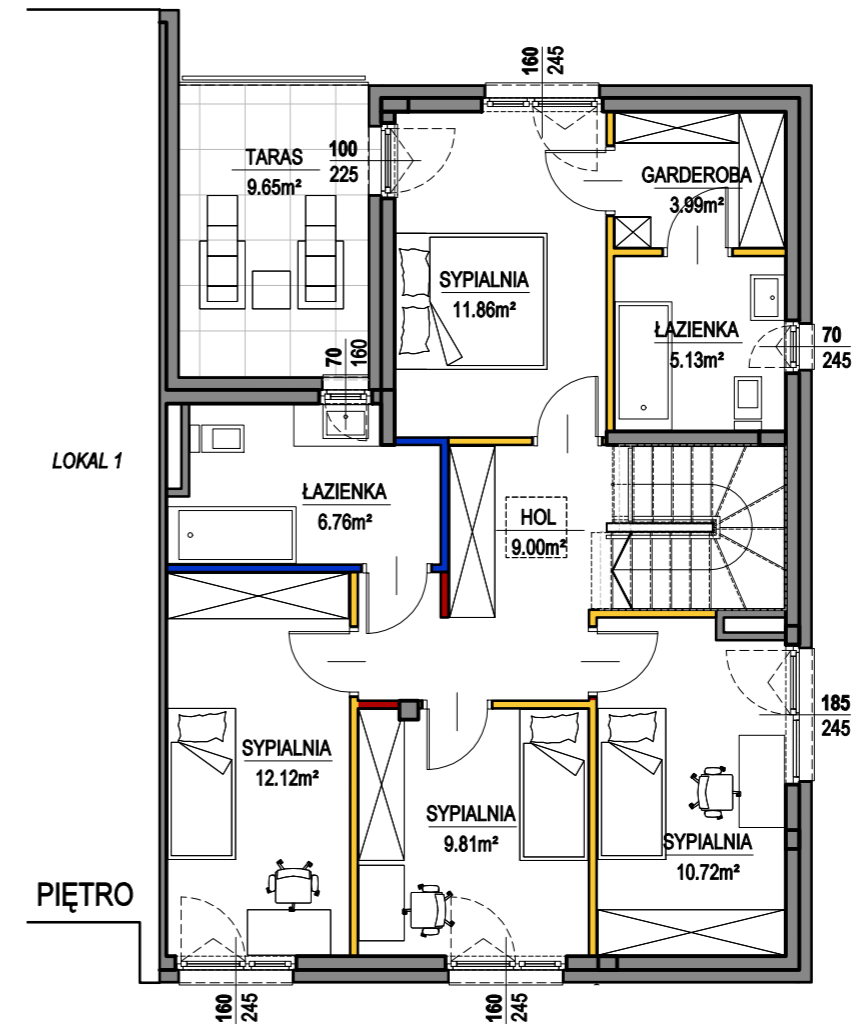 160
245
TARAS
9.65m²
100
225
GARDEROBA
3.99m²
SYPIALNIA
11.86m²
ŁAZIENKA
5.13m²
70
245
70
160
LOKAL 1
ŁAZIENKA
6.76m²
HOL
9.00m²
185
245
SYPIALNIA
12.12m²
SYPIALNIA
9.81m²
SYPIALNIA
10.72m²
PIĘTRO
160
245
160
245